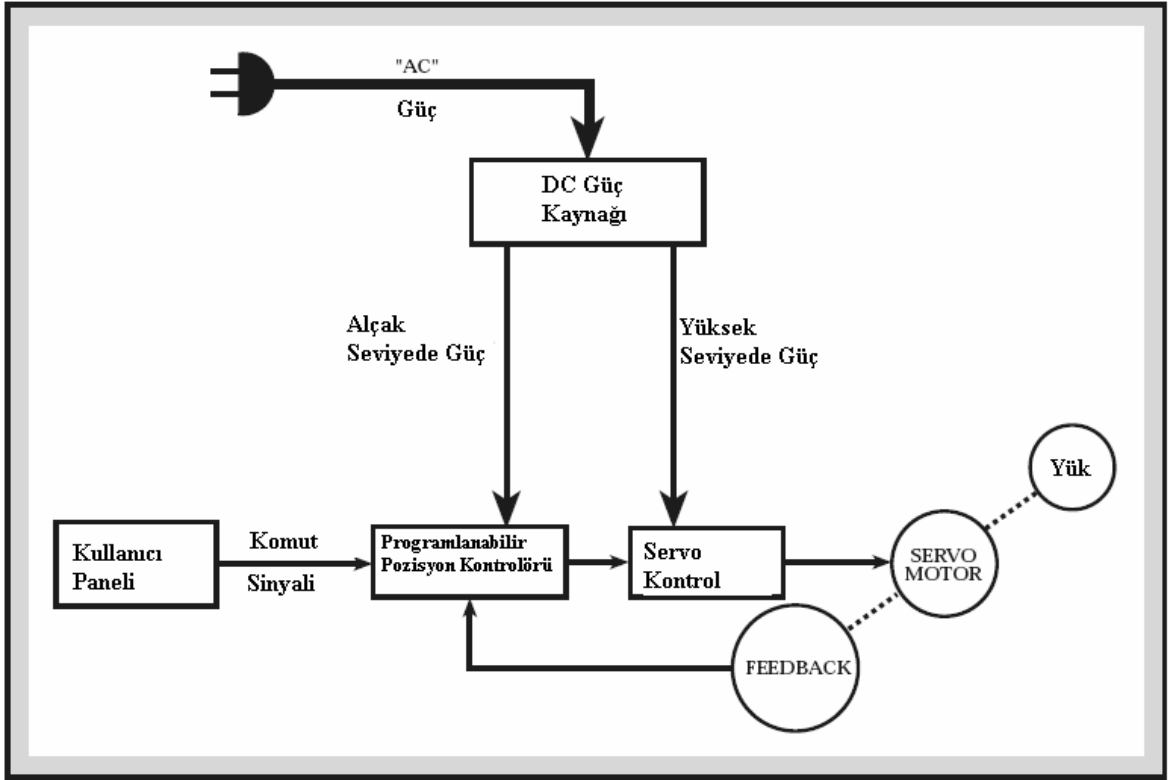 "AC"
Güç
DC Güç
Kaynağı
Alçak
Seviyede Güç
Yüksek
Seviyede Güç
Yük
Kullanıcı
Paneli
Komut
Sinyali
Programlanabilir
Pozisyon Kontrolörü
Servo
Kontrol
SERVO
MOTOR
FEEDBACK